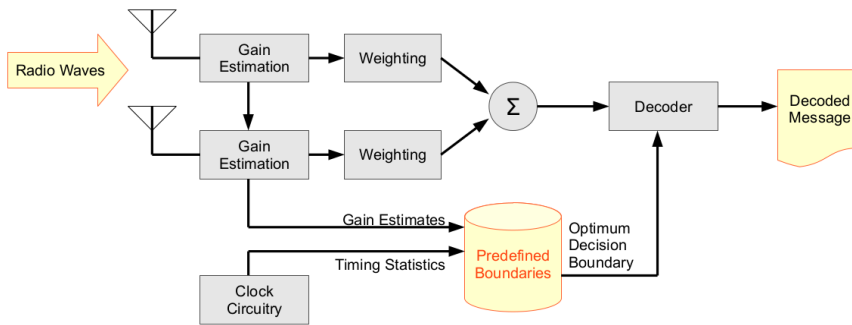 Radio Waves
Gain
Estimation
Weighting
Gain
Estimation
Weighting
Σ
Decoder
Decoded
Message
Gain Estimates
Timing Statistics
Clock
Circuitry
Predefined
Boundaries
Optimum
Decision
Boundary